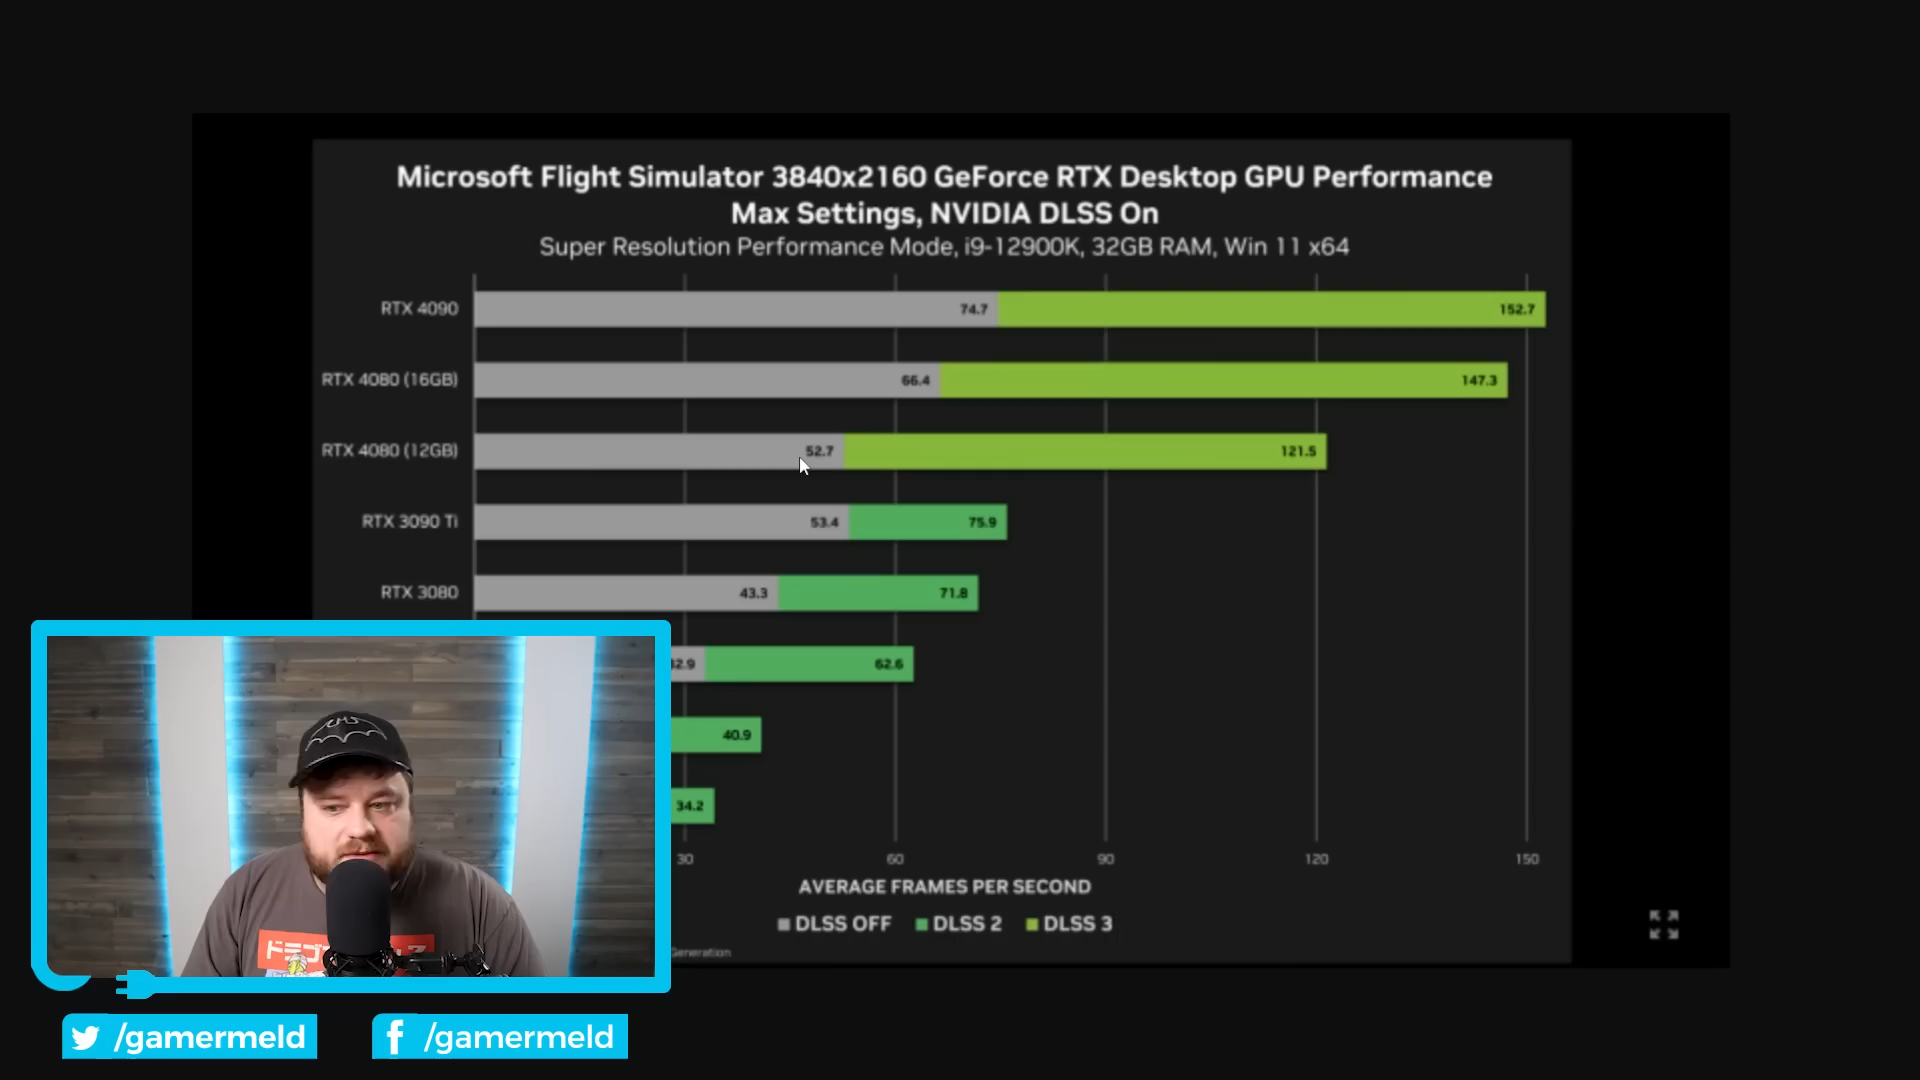 Microsoft Flight Simulator 3840x2160 GeForce RTX Desktop GPU Performance
Max Settings, NVIDIA DLSS On
Super Resolution Performance Mode, i9-12900K, 32GB RAM, Win 11 x64
RTX 4090 74.7 152.7
RTX 4080 (16GB) 66.4 147.3
RTX 4080 (12GB) 52.7 121.5
RTX 3090 Ti 53.4 75.9
RTX 3080 43.3 71.8
62.6
40.9
34.2
30 60 90 120 150
AVERAGE FRAMES PER SECOND
DLSS OFF DLSS 2 DLSS 3
Generation
/gamermeld /gamermeld